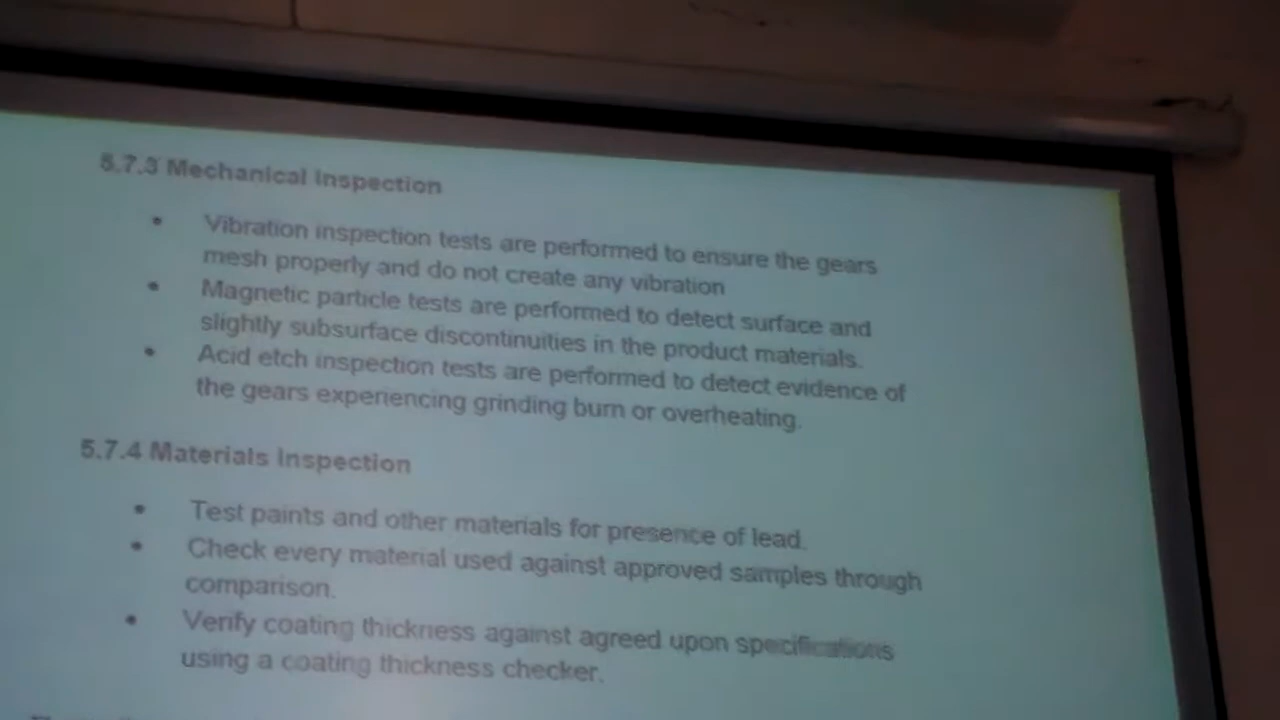 5.7.3 Mechanical Inspection
• Vibration inspection tests are performed to ensure the gears
mesh properly and do not create any vibration
• Magnetic particle tests are performed to detect surface and
slightly subsurface discontinuities in the product materials.
• Acid etch inspection tests are performed to detect evidence of
the gears experiencing grinding burn or overheating.
5.7.4 Materials Inspection
• Test paints and other materials for presence of lead.
• Check every material used against approved samples through
comparison.
• Verify coating thickness against agreed upon specifications
using a coating thickness checker.